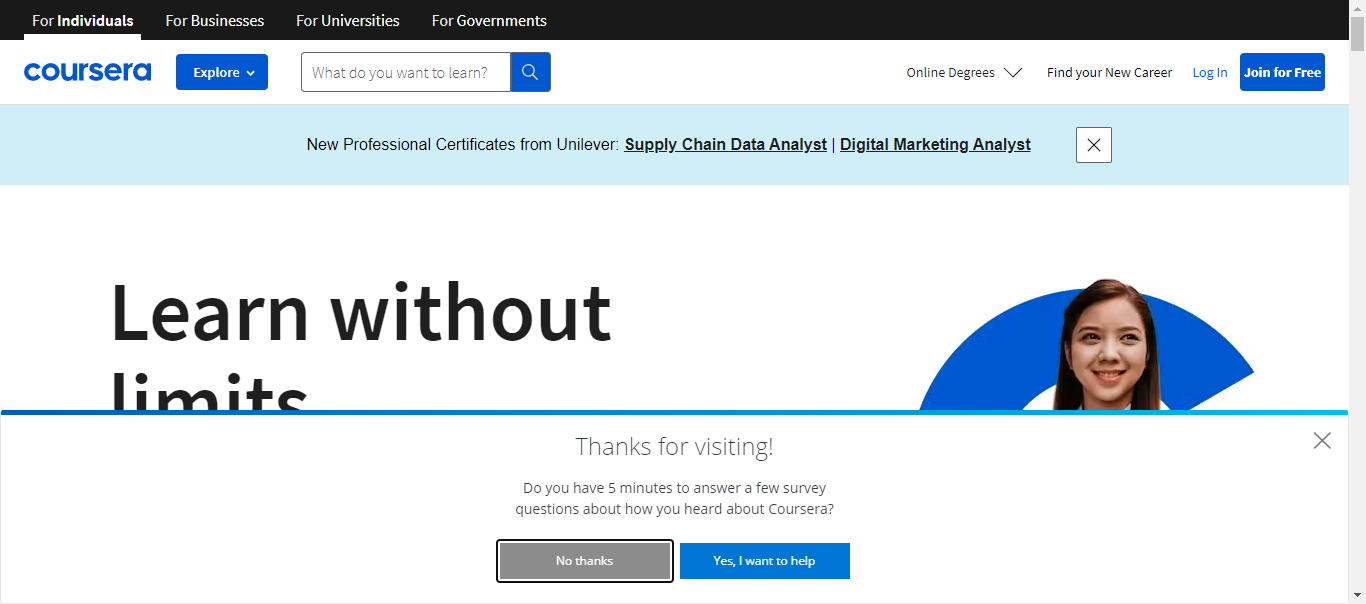 For Individuals For Businesses For Universities For Governments
coursera Explore What do you want to learn? Online Degrees Find your New Career Log In Join for Free
New Professional Certificates from Unilever: Supply Chain Data Analyst | Digital Marketing Analyst
Learn without
limits
Thanks for visiting!
Do you have 5 minutes to answer a few survey
questions about how you heard about Coursera?
No thanks Yes, I want to help